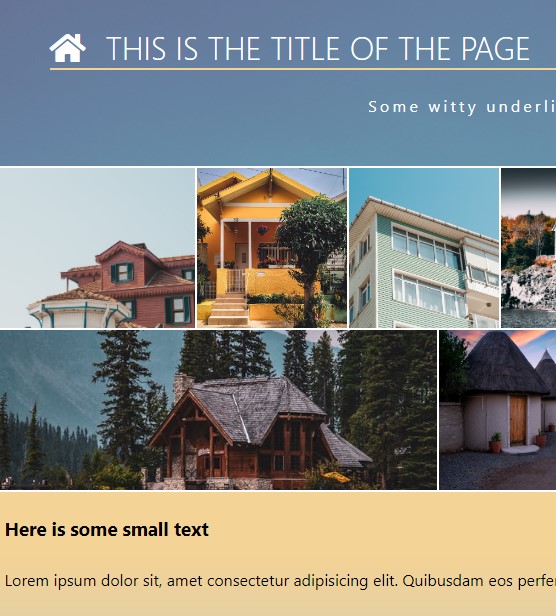 THIS IS THE TITLE OF THE PAGE
Some witty underli
Here is some small text
Lorem ipsum dolor sit, amet consectetur adipisicing elit. Quibusdam eos perfe